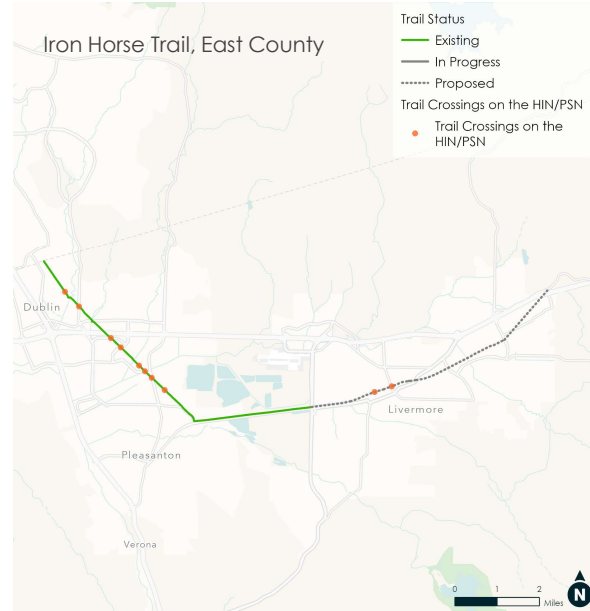 Iron Horse Trail, East County
Trail Status
Existing
In Progress
Proposed
Trail Crossings on the HIN/PSN
Trail Crossings on the
HIN/PSN
Dublin
Livermore
Pleasanton
Verona
0 1 2
Miles
N